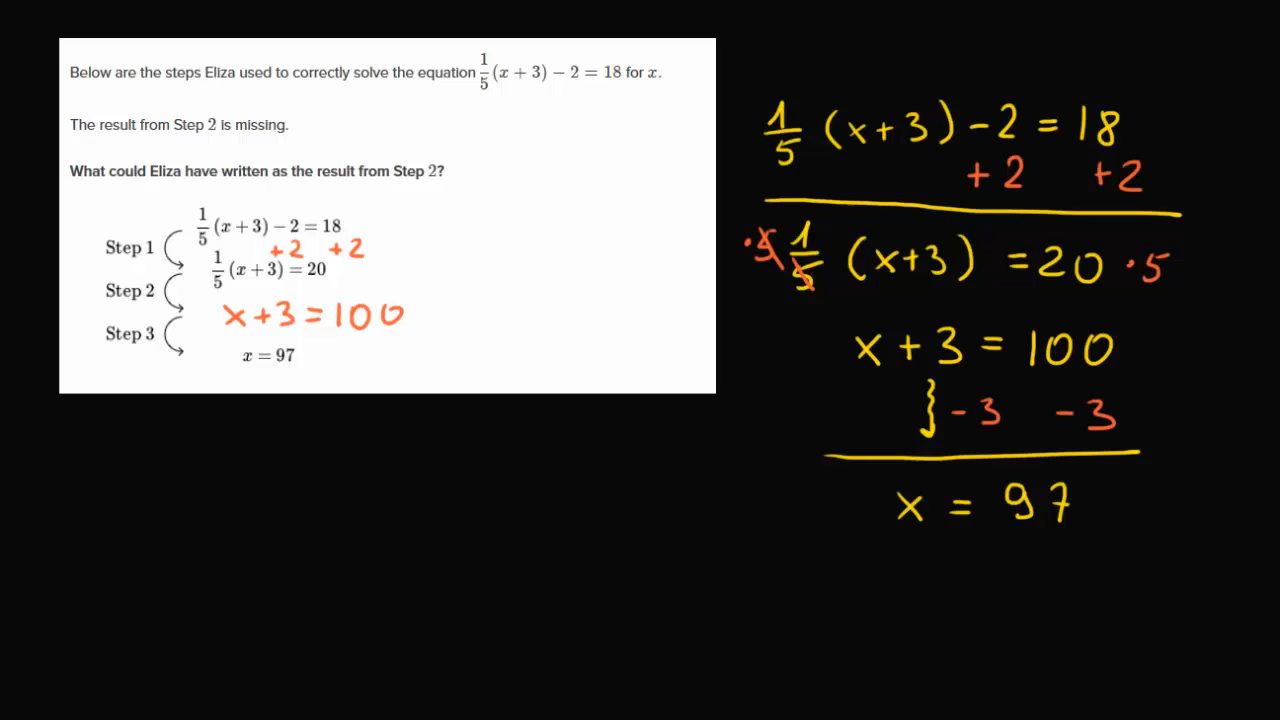 Below are the steps Eliza used to correctly solve the equation 1/5 (x + 3) − 2 = 18 for x.
The result from Step 2 is missing.
What could Eliza have written as the result from Step 2?
1/5 (x + 3) − 2 = 18
Step 1
+2 +2
1/5 (x + 3) = 20
Step 2
x + 3 = 100
Step 3
x = 97
1/5 (x+3) - 2 = 18
+2 +2
·5 1/5 (x+3) = 20 ·5
x + 3 = 100
} -3 -3
x = 97